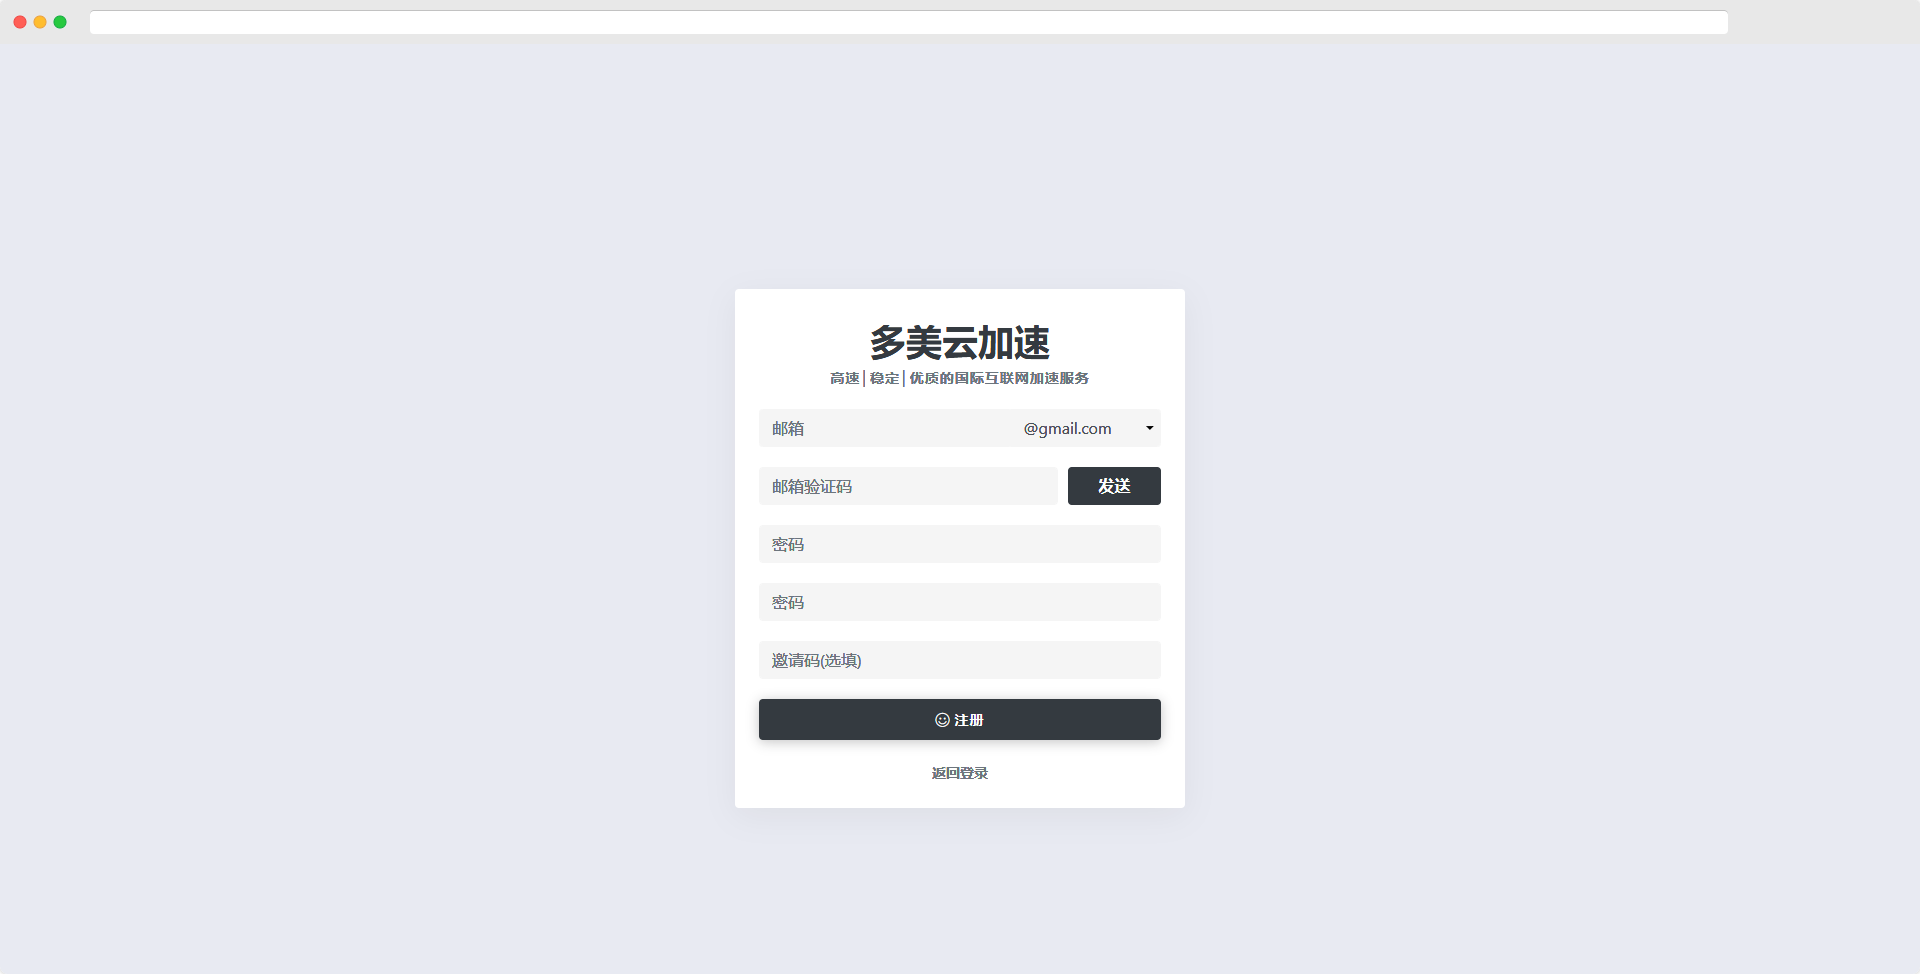 多美云加速
高速│稳定│优质的国际互联网加速服务
邮箱 @gmail.com
邮箱验证码 发送
密码
密码
邀请码(选填)
注册
返回登录